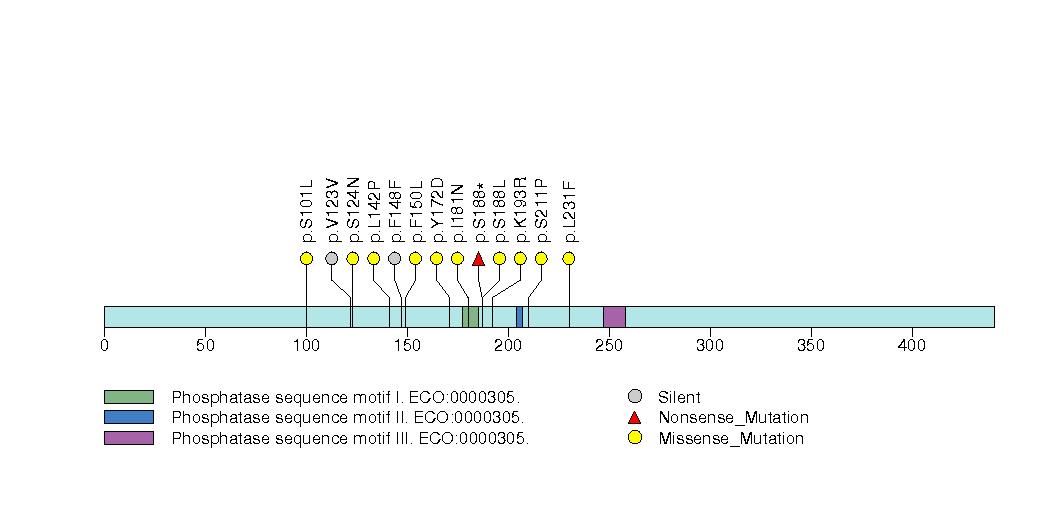 p.S101L
p.V123V
p.S124N
p.L142P
p.F148F
p.F150L
p.Y172D
p.I181N
p.S188*
p.S188L
p.K193R
p.S211P
p.L231F
0 50 100 150 200 250 300 350 400
Phosphatase sequence motif I. ECO:0000305.
Phosphatase sequence motif II. ECO:0000305.
Phosphatase sequence motif III. ECO:0000305.
Silent
Nonsense_Mutation
Missense_Mutation